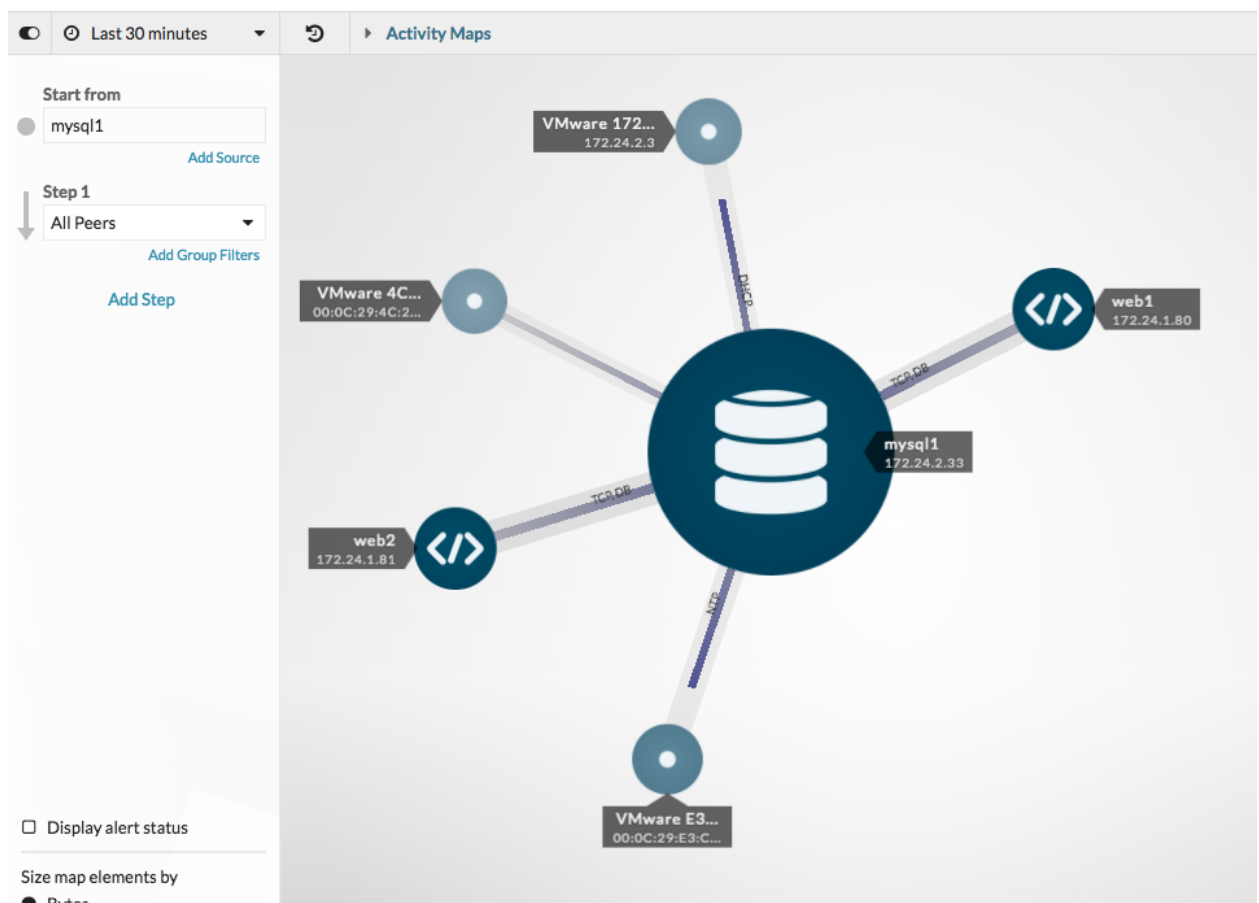 Last 30 minutes
Activity Maps
Start from
mysql1
Add Source
Step 1
All Peers
Add Group Filters
Add Step
VMware 172...
172.24.2.3
DHCP
VMware 4C...
00:0C:29:4C:2...
web1
172.24.1.80
TCP,DB
mysql1
172.24.2.33
TCP,DB
web2
172.24.1.81
NTP
VMware E3...
00:0C:29:E3:C...
Display alert status
Size map elements by
Bytes